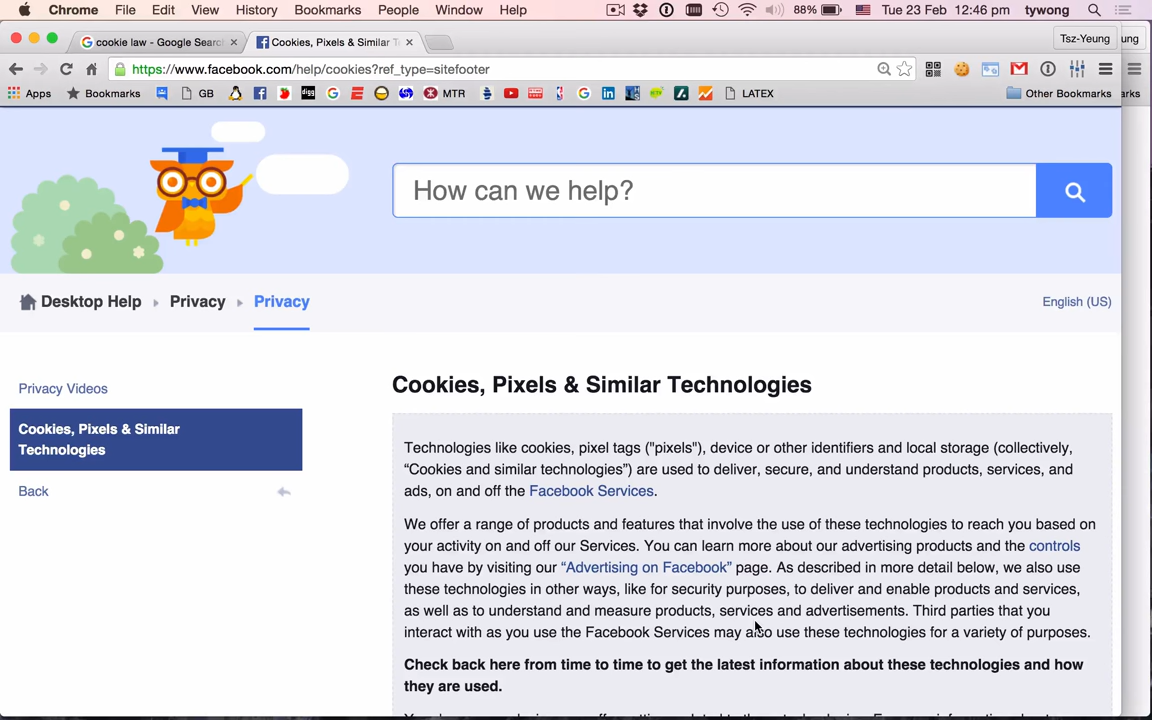 Chrome File Edit View History Bookmarks People Window Help 88% Tue 23 Feb 12:46 pm tywong
cookie law - Google Searc Cookies, Pixels & Similar T Tsz-Yeung ung
https://www.facebook.com/help/cookies?ref_type=sitefooter
Apps Bookmarks GB digg MTR LATEX Other Bookmarks arks
How can we help?
Desktop Help Privacy Privacy English (US)
Privacy Videos
Cookies, Pixels & Similar
Technologies
Back
Cookies, Pixels & Similar Technologies
Technologies like cookies, pixel tags ("pixels"), device or other identifiers and local storage (collectively,
“Cookies and similar technologies”) are used to deliver, secure, and understand products, services, and
ads, on and off the Facebook Services.
We offer a range of products and features that involve the use of these technologies to reach you based on
your activity on and off our Services. You can learn more about our advertising products and the controls
you have by visiting our “Advertising on Facebook” page. As described in more detail below, we also use
these technologies in other ways, like for security purposes, to deliver and enable products and services,
as well as to understand and measure products, services and advertisements. Third parties that you
interact with as you use the Facebook Services may also use these technologies for a variety of purposes.
Check back here from time to time to get the latest information about these technologies and how
they are used.